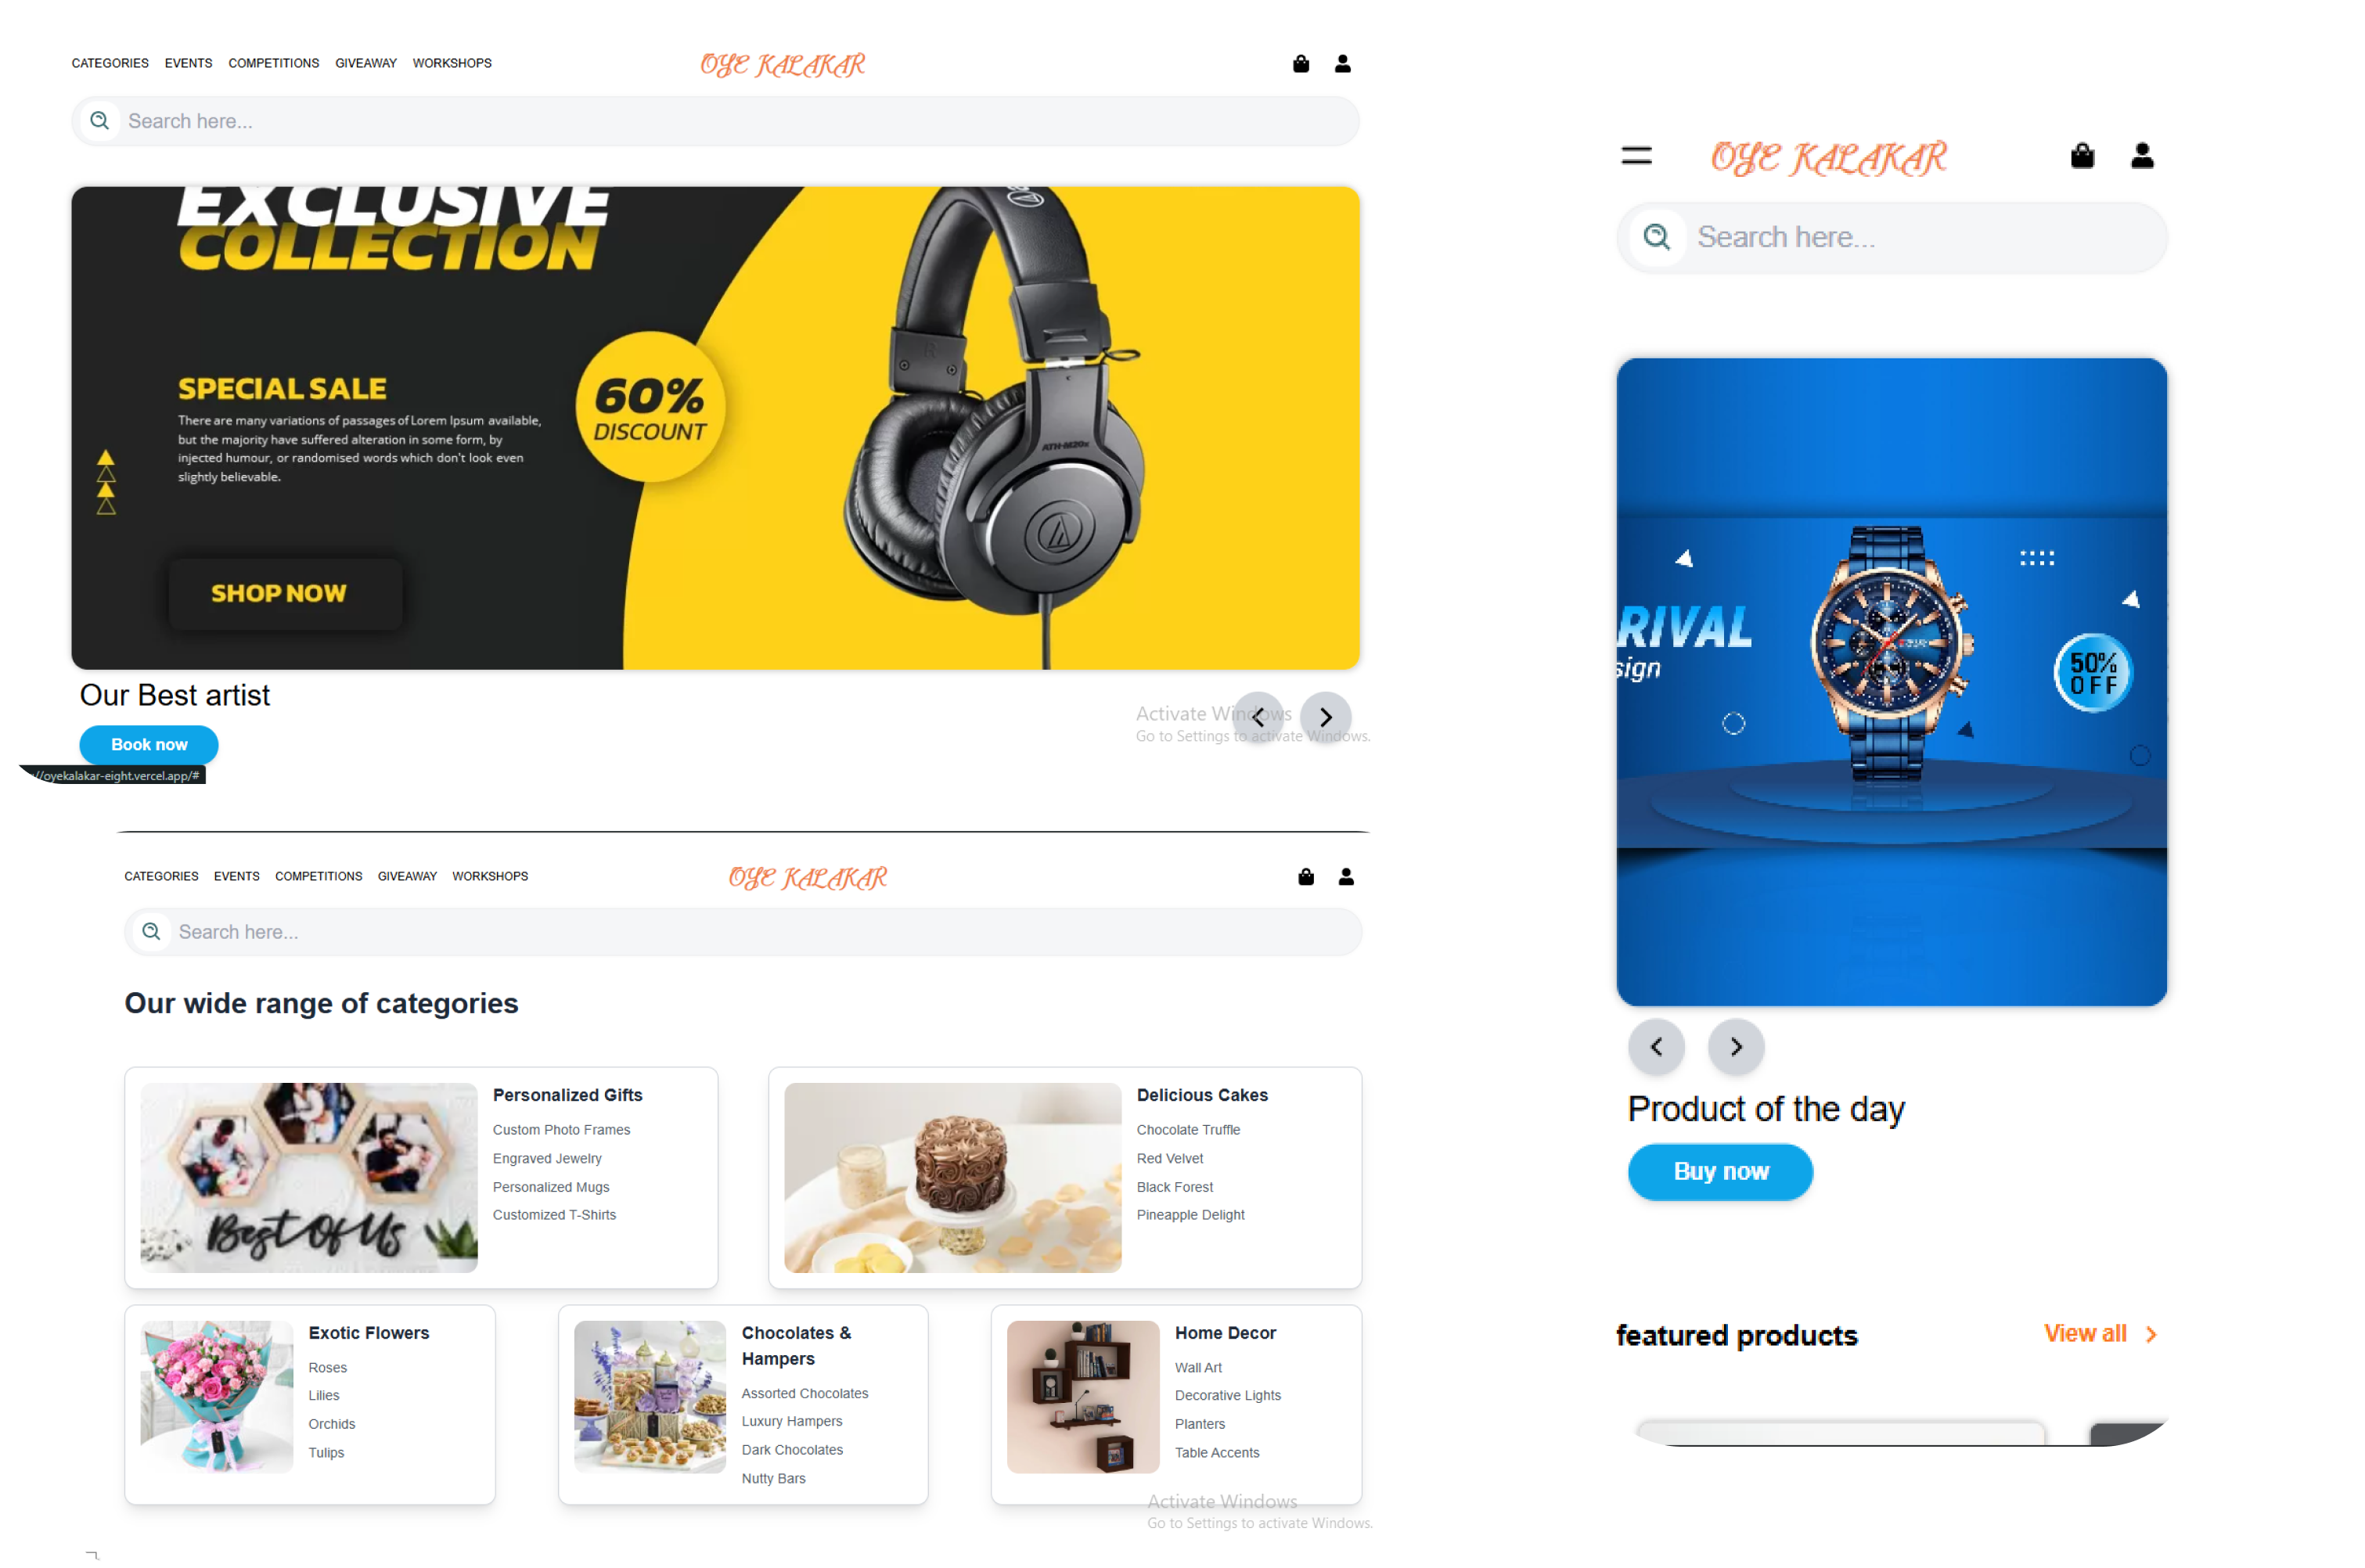 CATEGORIES EVENTS COMPETITIONS GIVEAWAY WORKSHOPS
OYE KALAKAR
Search here...
EXCLUSIVE
COLLECTION
SPECIAL SALE
There are many variations of passages of Lorem Ipsum available,
but the majority have suffered alteration in some form, by
injected humour, or randomised words which don't look even
slightly believable.
60%
DISCOUNT
SHOP NOW
R
ATH-M20x
Our Best artist
Book now
Activate Windows
Go to Settings to activate Windows.
//oyekalakar-eight.vercel.app/#
CATEGORIES EVENTS COMPETITIONS GIVEAWAY WORKSHOPS
OYE KALAKAR
Search here...
Our wide range of categories
Best Of Us
Personalized Gifts
Custom Photo Frames
Engraved Jewelry
Personalized Mugs
Customized T-Shirts
Delicious Cakes
Chocolate Truffle
Red Velvet
Black Forest
Pineapple Delight
Exotic Flowers
Roses
Lilies
Orchids
Tulips
Chocolates &
Hampers
Assorted Chocolates
Luxury Hampers
Dark Chocolates
Nutty Bars
Home Decor
Wall Art
Decorative Lights
Planters
Table Accents
Activate Windows
Go to Settings to activate Windows.
OYE KALAKAR
Search here...
RIVAL
sign
50%
OFF
Product of the day
Buy now
featured products
View all